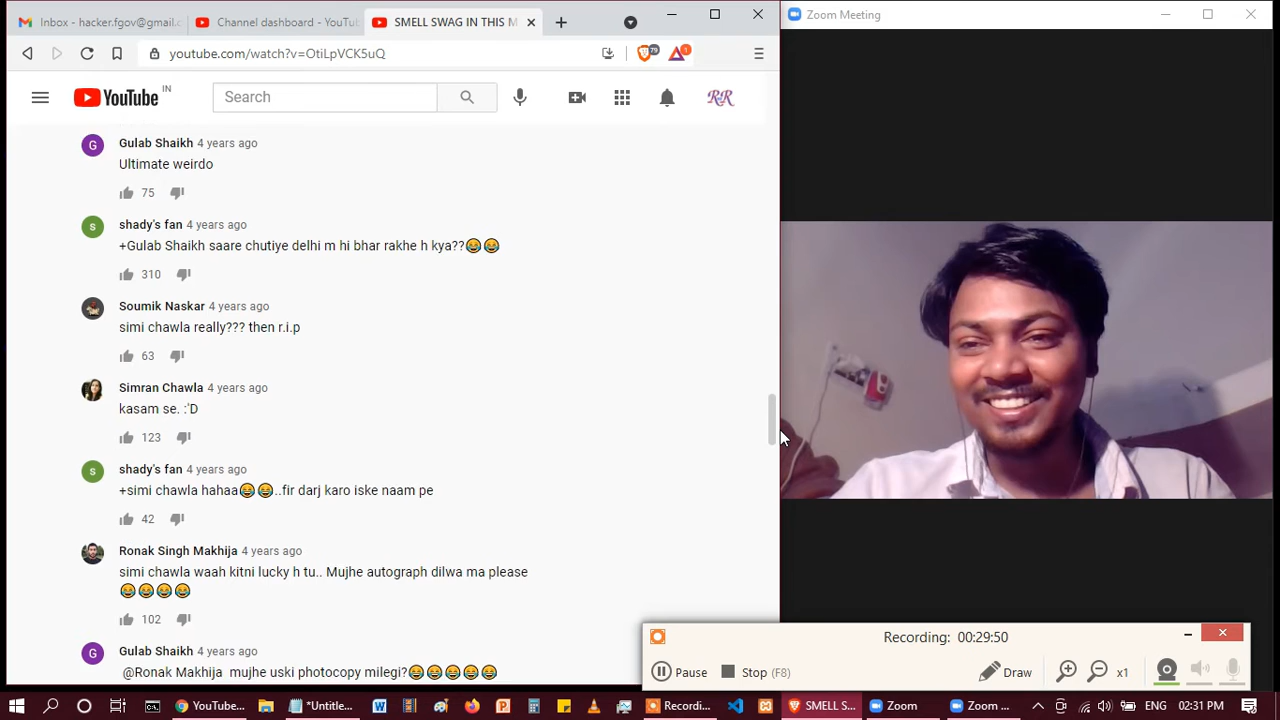 Inbox - hacker.fgov@gmail.c
Channel dashboard - YouTu
SMELL SWAG IN THIS M
Zoom Meeting
youtube.com/watch?v=OtiLpVCK5uQ
79
1
YouTube IN
Search
RR
G
Gulab Shaikh 4 years ago
Ultimate weirdo
75
s
shady's fan 4 years ago
+Gulab Shaikh saare chutiye delhi m hi bhar rakhe h kya??😂😂
310
Soumik Naskar 4 years ago
simi chawla really??? then r.i.p
63
Simran Chawla 4 years ago
kasam se. :'D
123
s
shady's fan 4 years ago
+simi chawla hahaa😂😂..fir darj karo iske naam pe
42
Ronak Singh Makhija 4 years ago
simi chawla waah kitni lucky h tu.. Mujhe autograph dilwa ma please
😂😂😂😂
102
G
Gulab Shaikh 4 years ago
@Ronak Makhija mujhe uski photocopy milegi?😂😂😂😂😂
Recording: 00:29:50
Pause
Stop (F8)
Draw
x1
YouTube...
*Untitle...
Recordi...
SMELL S...
Zoom
Zoom ...
ENG
02:31 PM